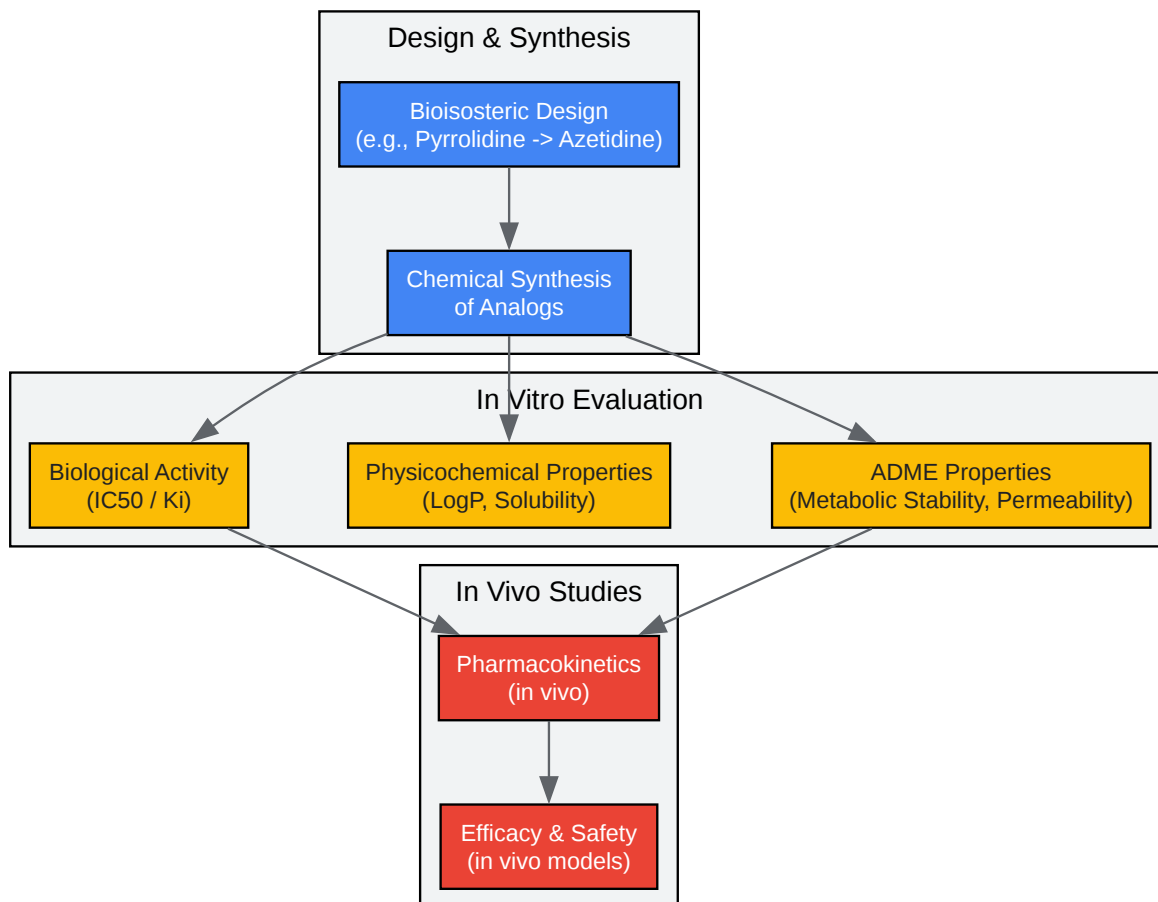 Design & Synthesis
Bioisosteric Design
(e.g., Pyrrolidine -> Azetidine)
Chemical Synthesis
of Analogs
In Vitro Evaluation
Biological Activity
(IC50 / Ki)
Physicochemical Properties
(LogP, Solubility)
ADME Properties
(Metabolic Stability, Permeability)
In Vivo Studies
Pharmacokinetics
(in vivo)
Efficacy & Safety
(in vivo models)